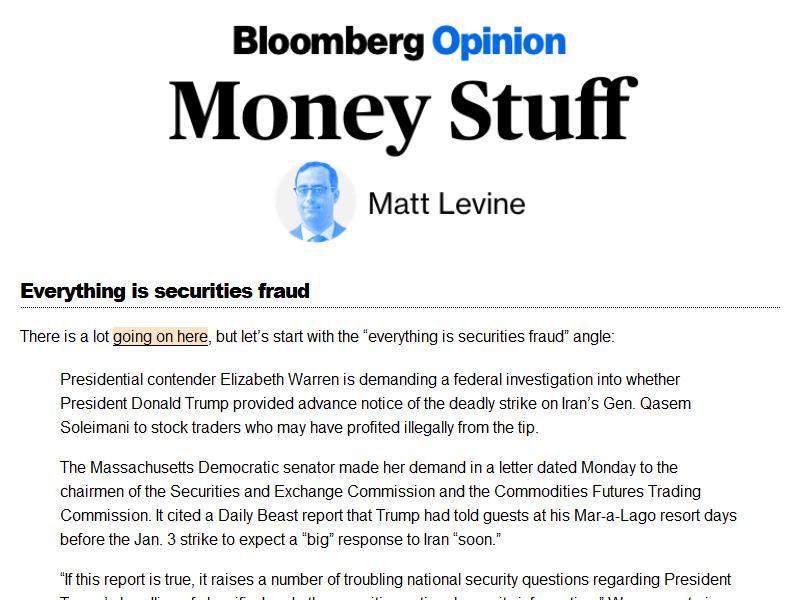 Bloomberg Opinion
Money Stuff
Matt Levine
Everything is securities fraud
There is a lot going on here, but let’s start with the “everything is securities fraud” angle:
Presidential contender Elizabeth Warren is demanding a federal investigation into whether
President Donald Trump provided advance notice of the deadly strike on Iran’s Gen. Qasem
Soleimani to stock traders who may have profited illegally from the tip.
The Massachusetts Democratic senator made her demand in a letter dated Monday to the
chairmen of the Securities and Exchange Commission and the Commodities Futures Trading
Commission. It cited a Daily Beast report that Trump had told guests at his Mar-a-Lago resort days
before the Jan. 3 strike to expect a “big” response to Iran “soon.”
“If this report is true, it raises a number of troubling national security questions regarding President